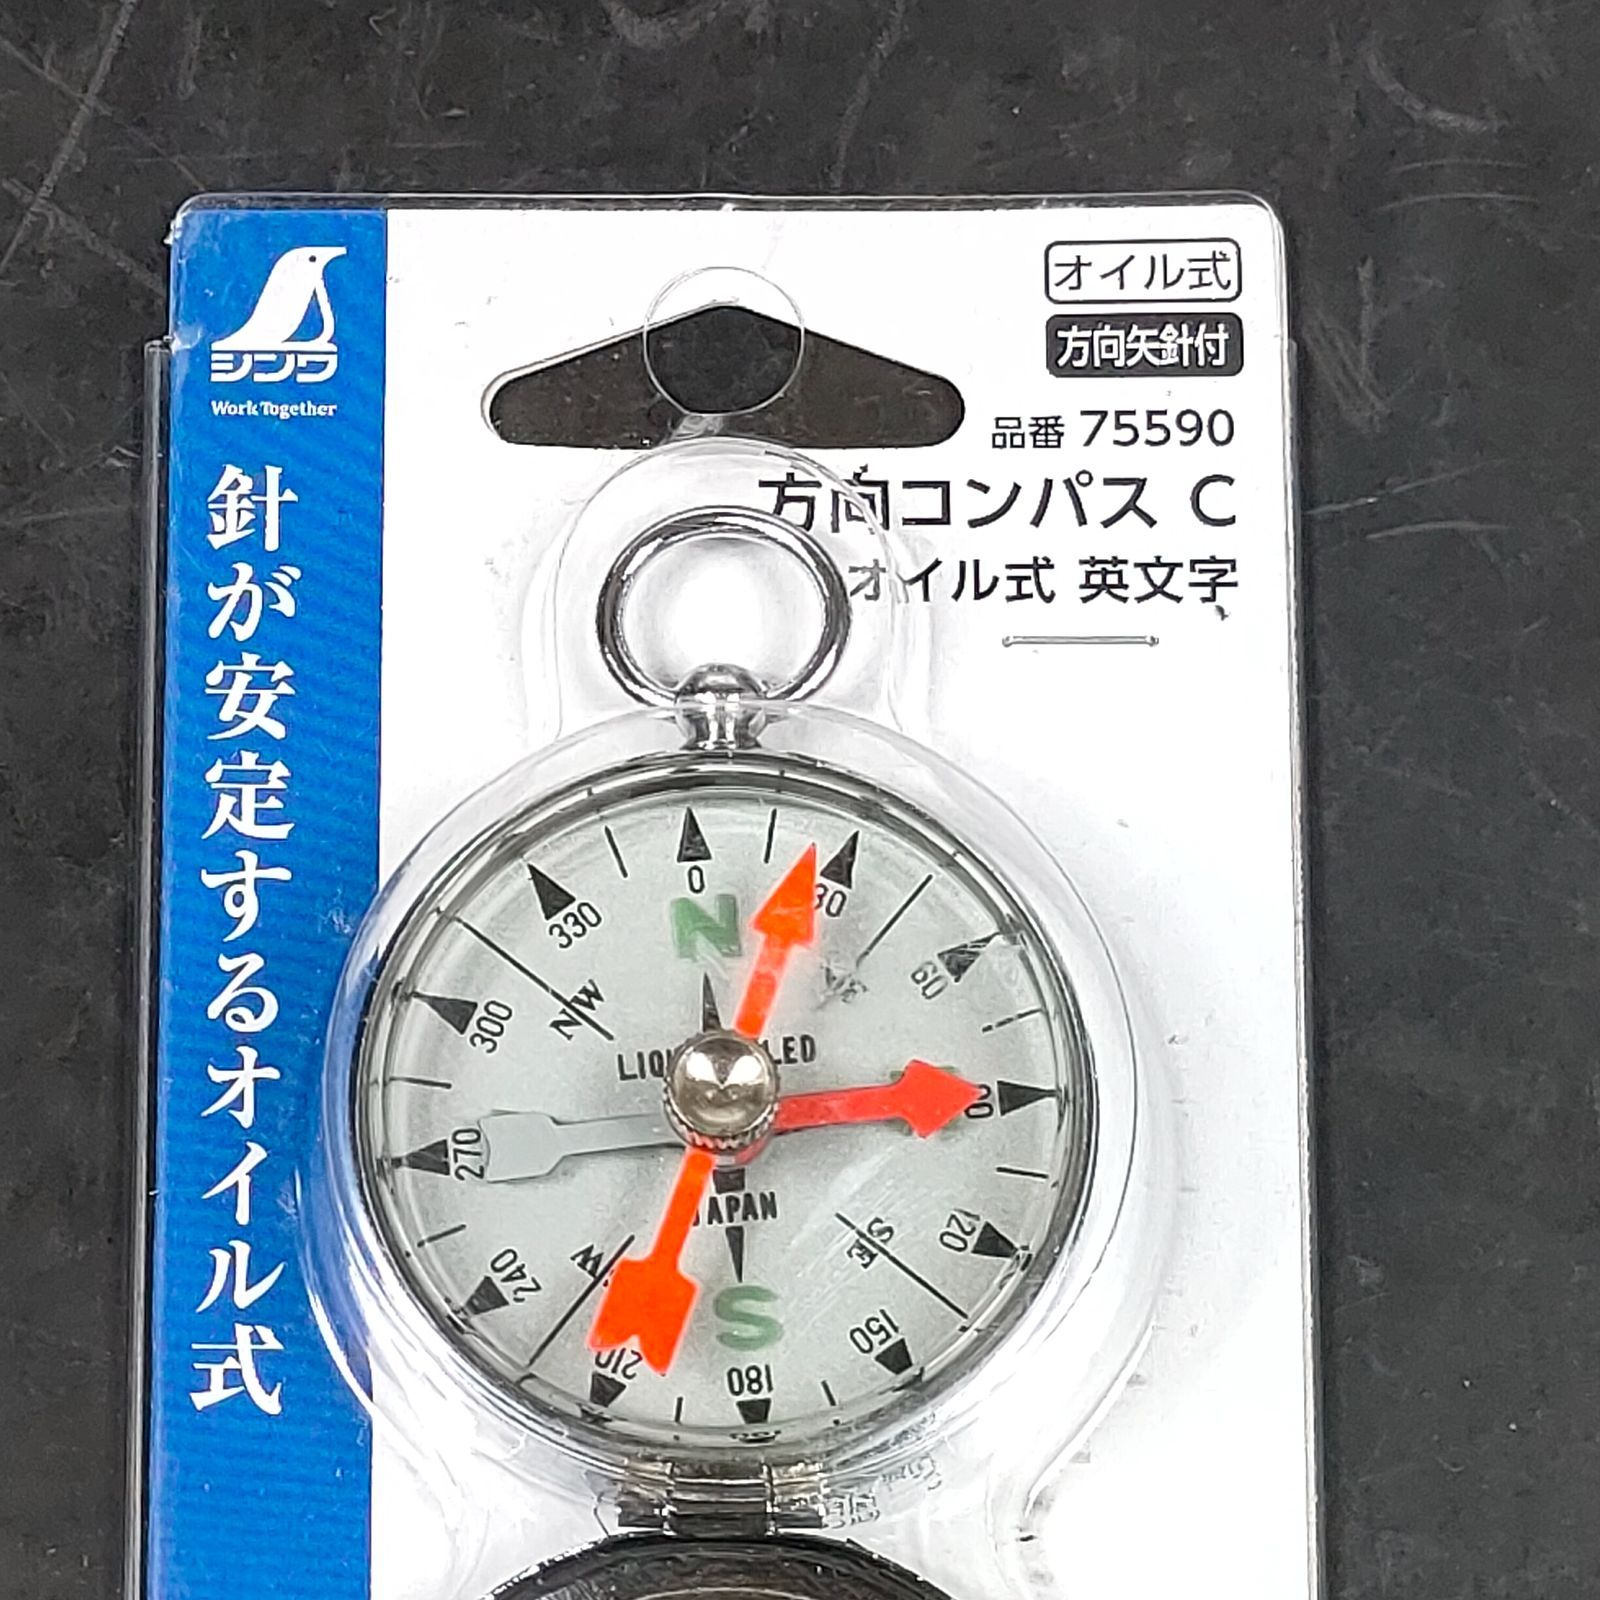 シンワ
Work Together
針が安定するオイル式
オイル式
方向矢針付
品番 75590
方向コンパス C
オイル式 英文字
0
30
60
120
150
180
210
240
270
300
330
N
S
NW
SE
JAPAN